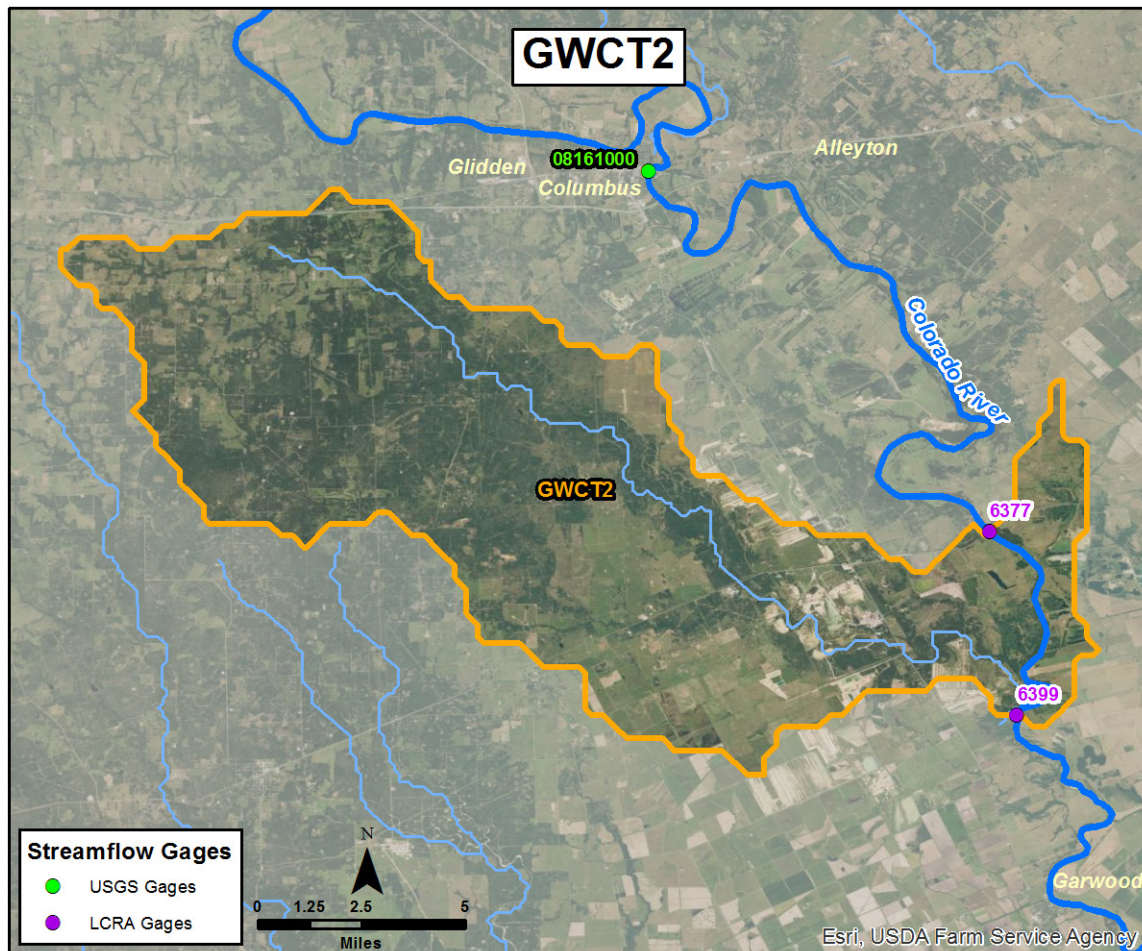 GWCT2
08161000
Glidden
Alleyton
Columbus
Colorado River
GWCT2
6377
6399
Garwood
Streamflow Gages
USGS Gages
LCRA Gages
N
0 1.25 2.5 5
Miles
Esri, USDA Farm Service Agency